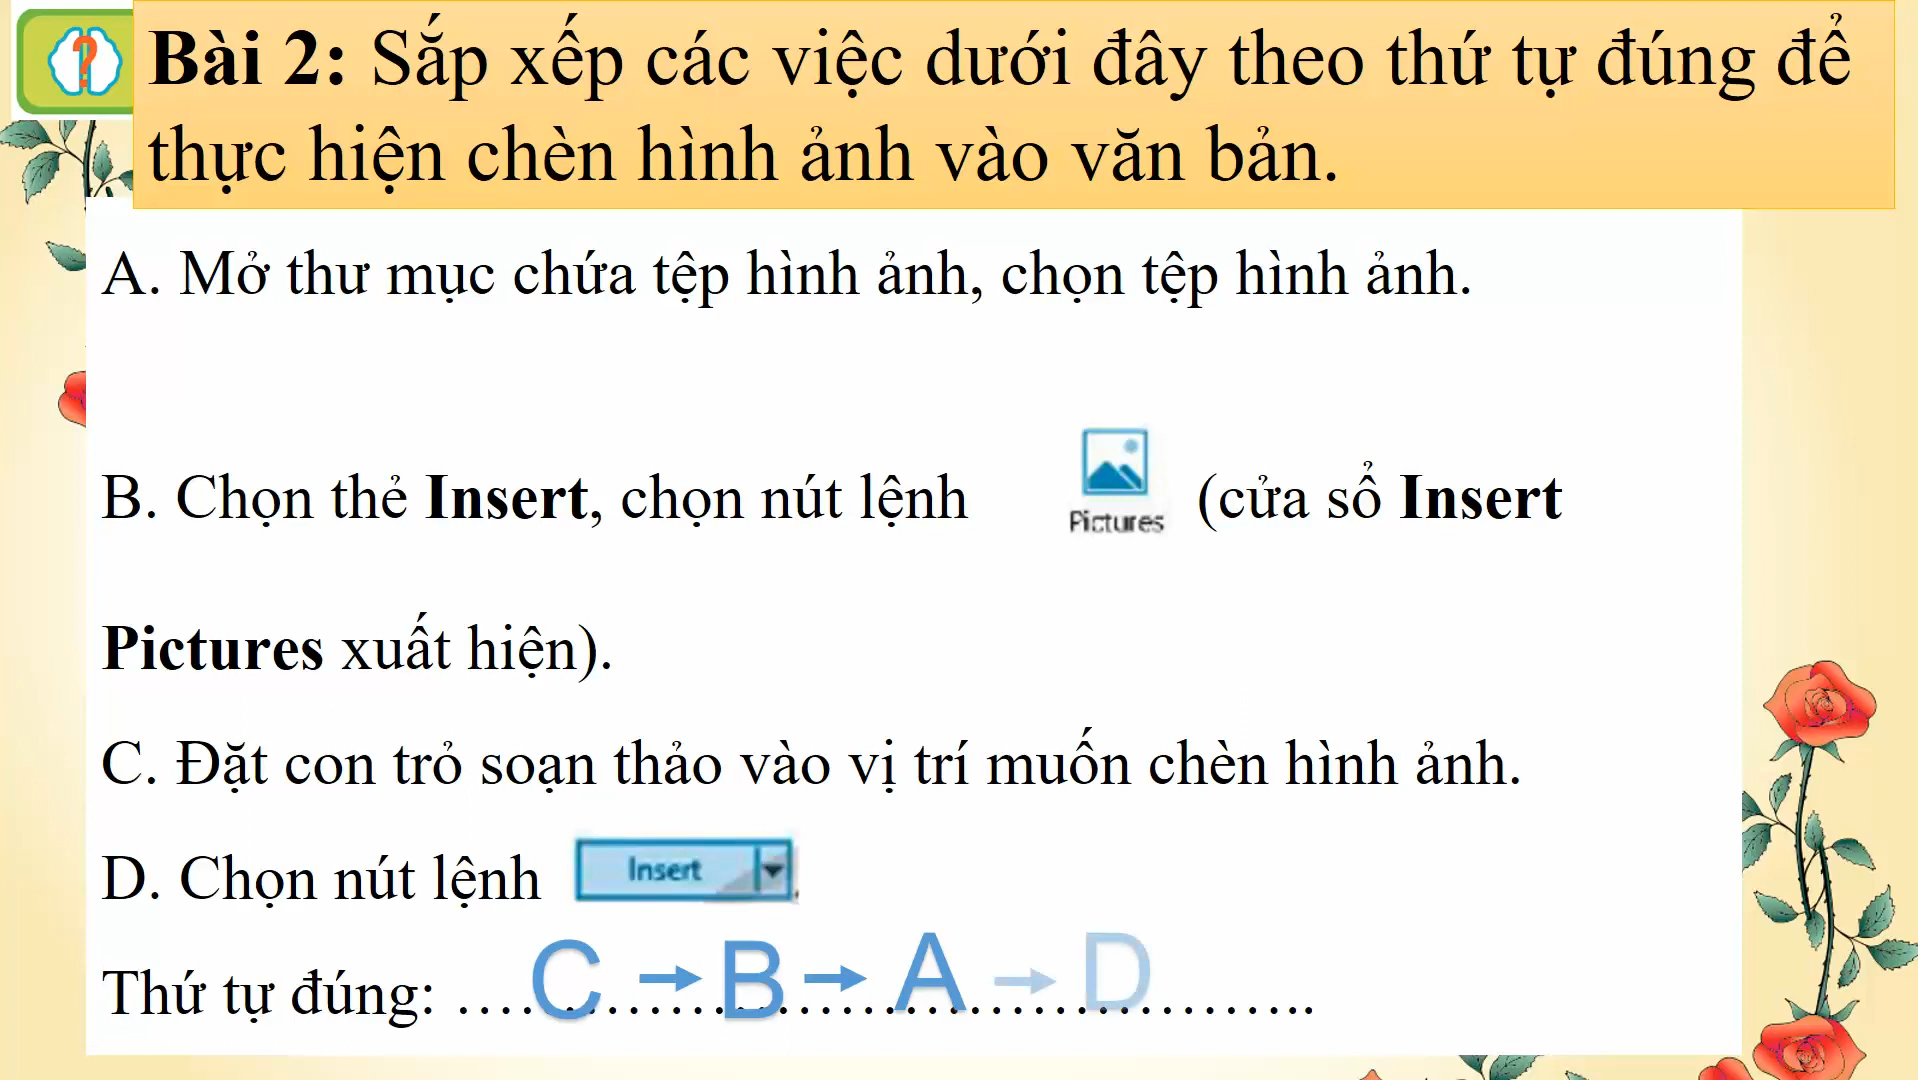 Bài 2: Sắp xếp các việc dưới đây theo thứ tự đúng để
thực hiện chèn hình ảnh vào văn bản.
A. Mở thư mục chứa tệp hình ảnh, chọn tệp hình ảnh.
B. Chọn thẻ Insert, chọn nút lệnh Pictures (cửa sổ Insert
Pictures xuất hiện).
C. Đặt con trỏ soạn thảo vào vị trí muốn chèn hình ảnh.
D. Chọn nút lệnh Insert.
Thứ tự đúng: C → B → A → D